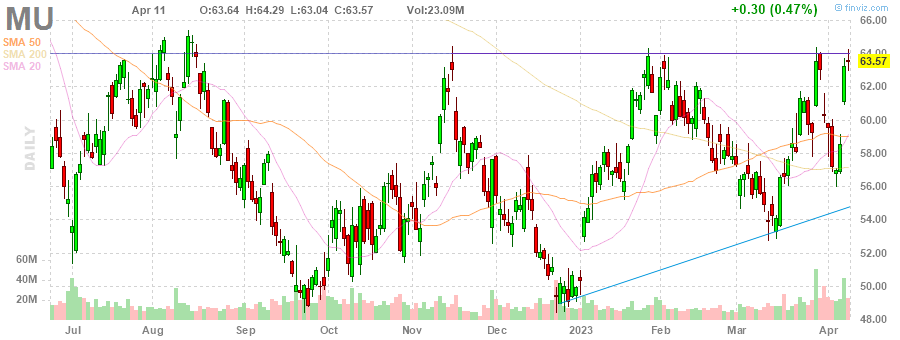 MU Apr 11 O:63.64 H:64.29 L:63.04 C:63.57 Vol:23.09M +0.30 (0.47%) © finviz.com
SMA 50
SMA 200
SMA 20
DAILY
66.00
64.00
63.57
62.00
60.00
58.00
56.00
54.00
52.00
50.00
48.00
60M
40M
20M
Jul Aug Sep Oct Nov Dec 2023 Feb Mar Apr